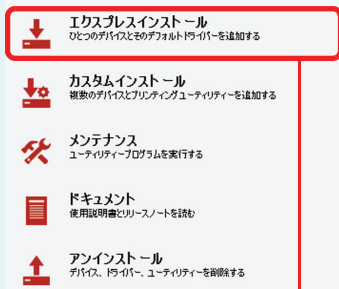 エクスプレスインストール
ひとつのデバイスとそのデフォルトドライバーを追加する
カスタムインストール
複数のデバイスとプリンティングユーティリティーを追加する
メンテナンス
ユーティリティープログラムを実行する
ドキュメント
使用説明書とリリースノートを読む
アンインストール
デバイス、ドライバー、ユーティリティーを削除する